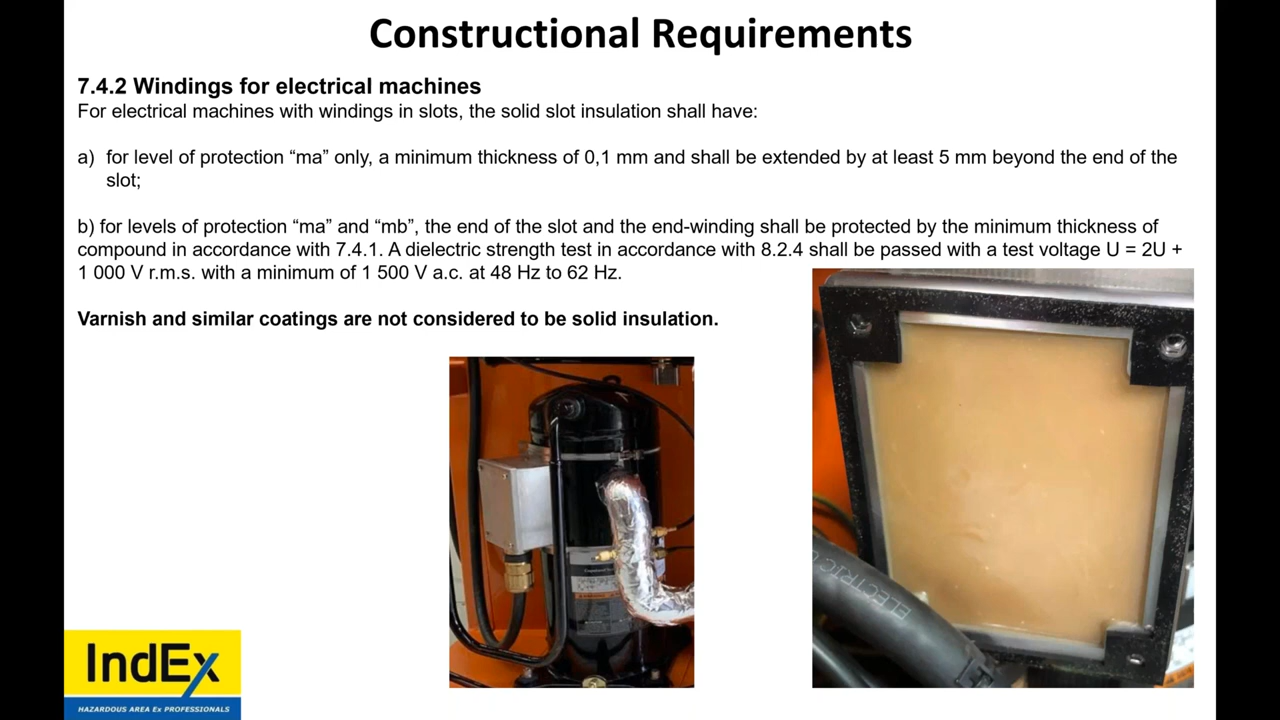 Constructional Requirements
7.4.2 Windings for electrical machines
For electrical machines with windings in slots, the solid slot insulation shall have:
a) for level of protection “ma” only, a minimum thickness of 0,1 mm and shall be extended by at least 5 mm beyond the end of the
slot;
b) for levels of protection “ma” and “mb”, the end of the slot and the end-winding shall be protected by the minimum thickness of
compound in accordance with 7.4.1. A dielectric strength test in accordance with 8.2.4 shall be passed with a test voltage U = 2U +
1 000 V r.m.s. with a minimum of 1 500 V a.c. at 48 Hz to 62 Hz.
Varnish and similar coatings are not considered to be solid insulation.
ELECTRIC
IndEx
HAZARDOUS AREA Ex PROFESSIONALS